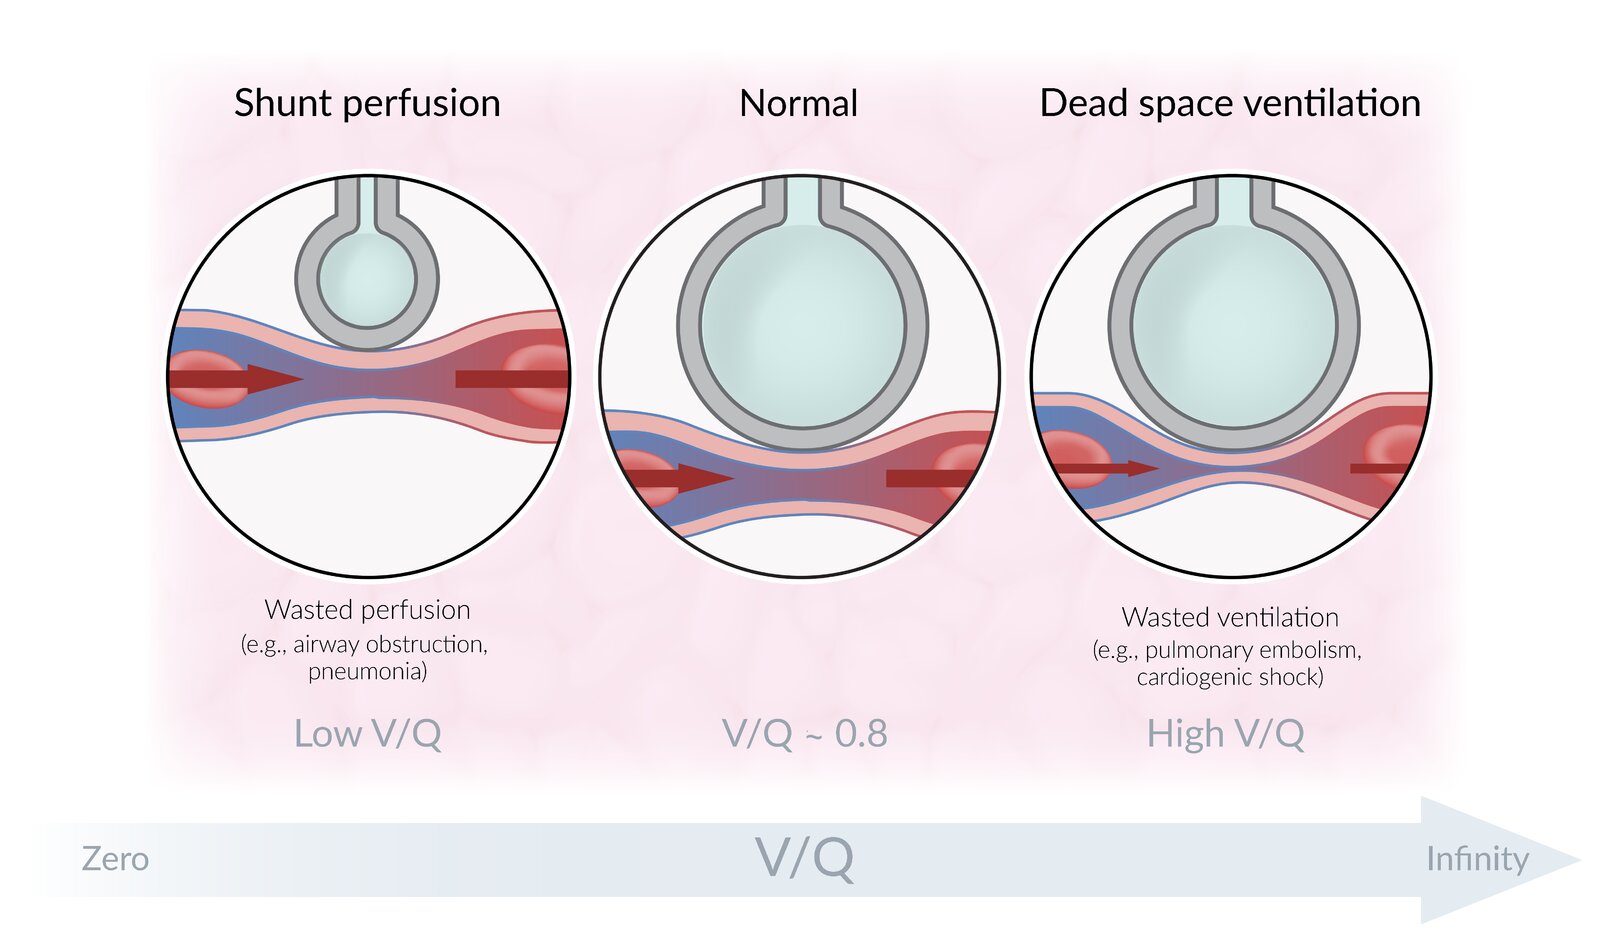 Shunt perfusion
Normal
Dead space ventilation
Wasted perfusion
(e.g., airway obstruction,
pneumonia)
Wasted ventilation
(e.g., pulmonary embolism,
cardiogenic shock)
Low V/Q
V/Q ~ 0.8
High V/Q
Zero
V/Q
Infinity